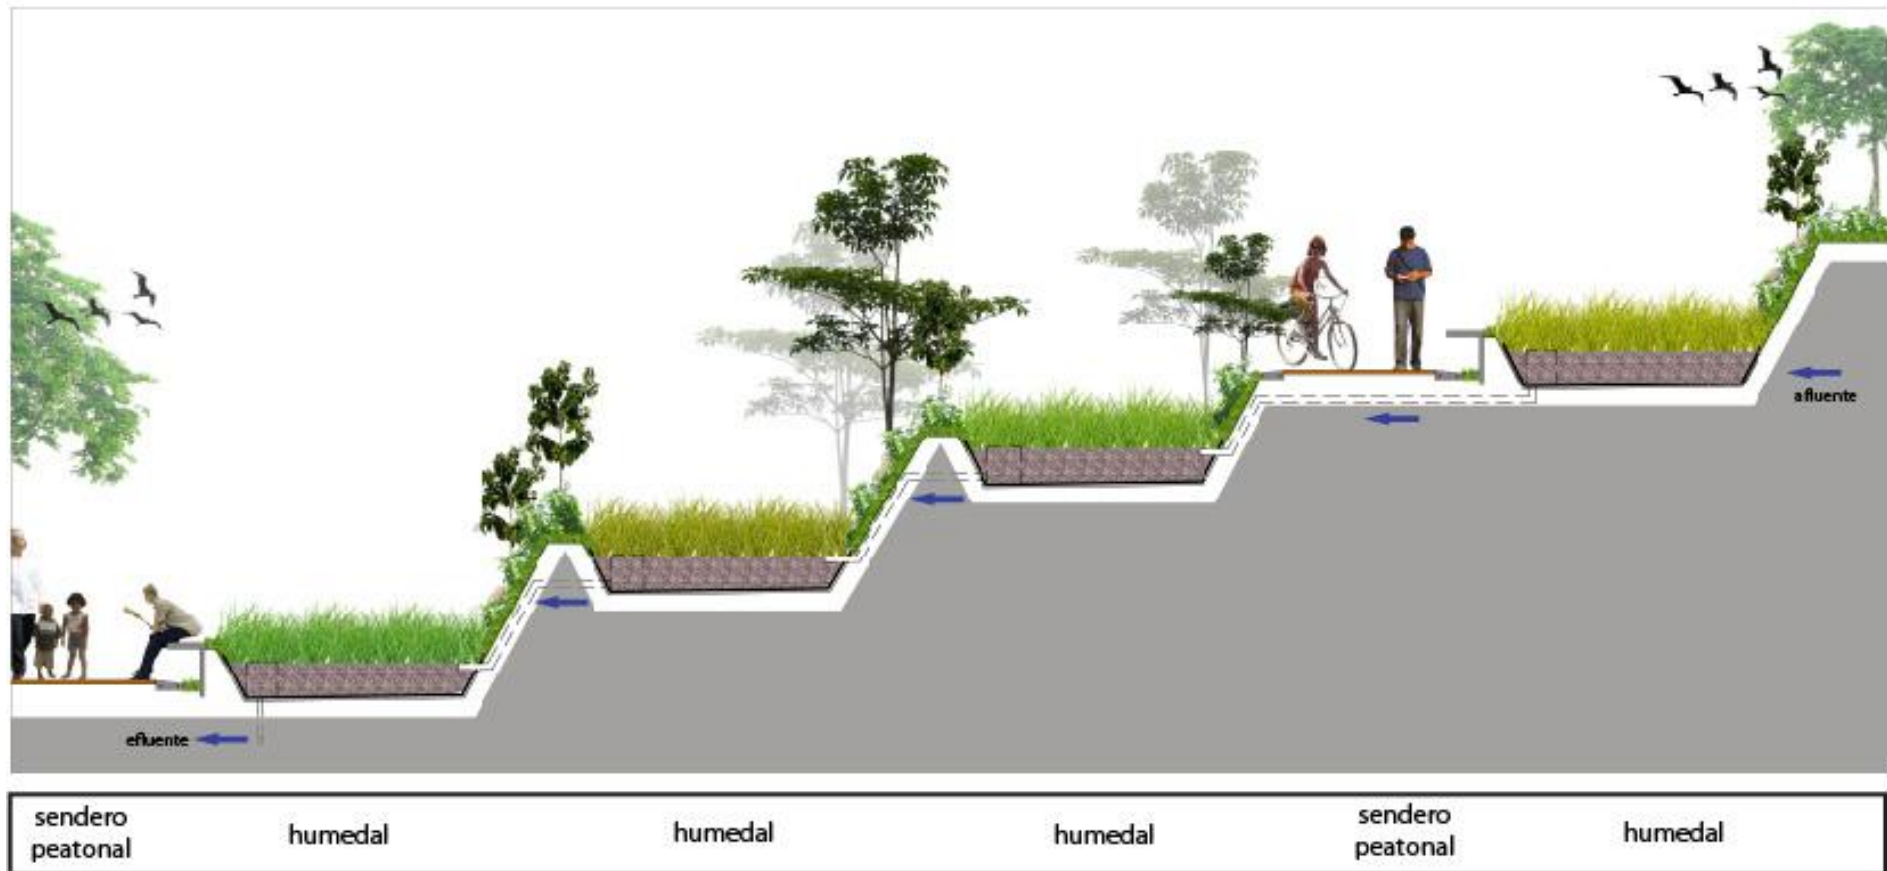 afluente
efluente
sendero
peatonal
humedal
humedal
humedal
sendero
peatonal
humedal